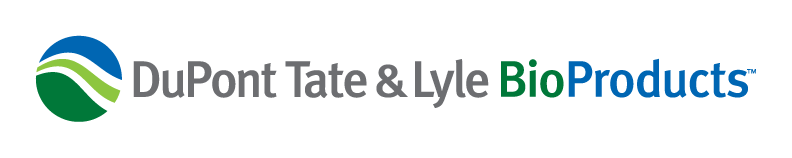 DuPont Tate & Lyle BioProducts™